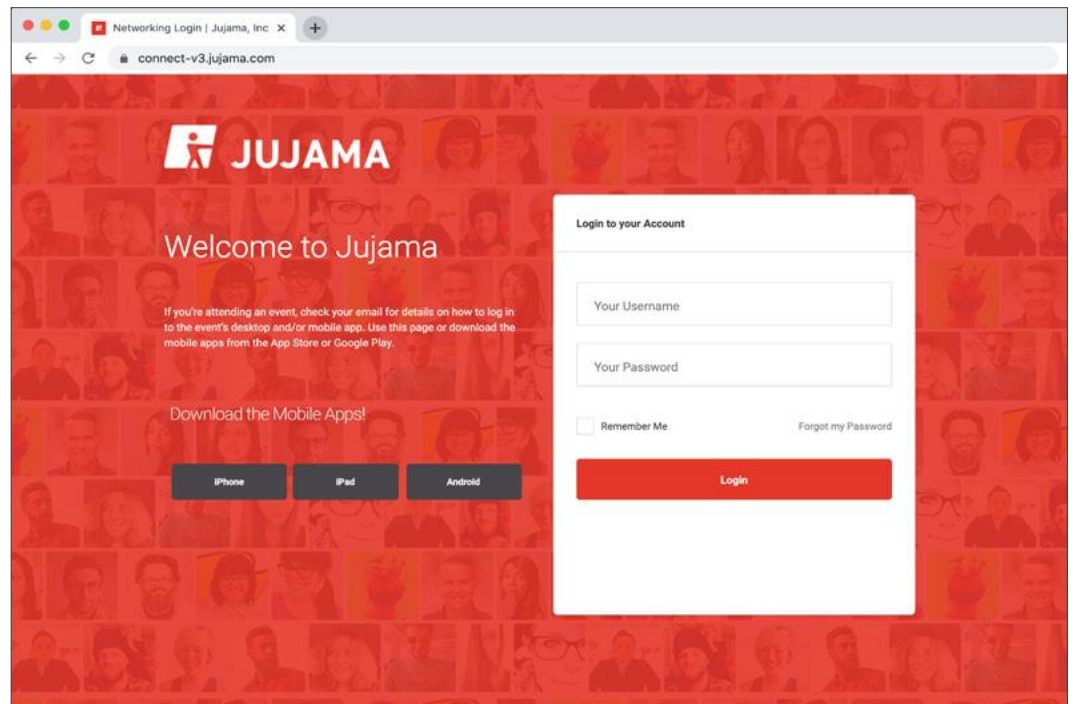 Networking Login | Jujama, Inc
connect-v3.jujama.com
JUJAMA
Welcome to Jujama
If you're attending an event, check your email for details on how to log in
to the event's desktop and/or mobile app. Use this page or download the
mobile apps from the App Store or Google Play.
Download the Mobile Apps!
iPhone
iPad
Android
Login to your Account
Your Username
Your Password
Remember Me
Forgot my Password
Login